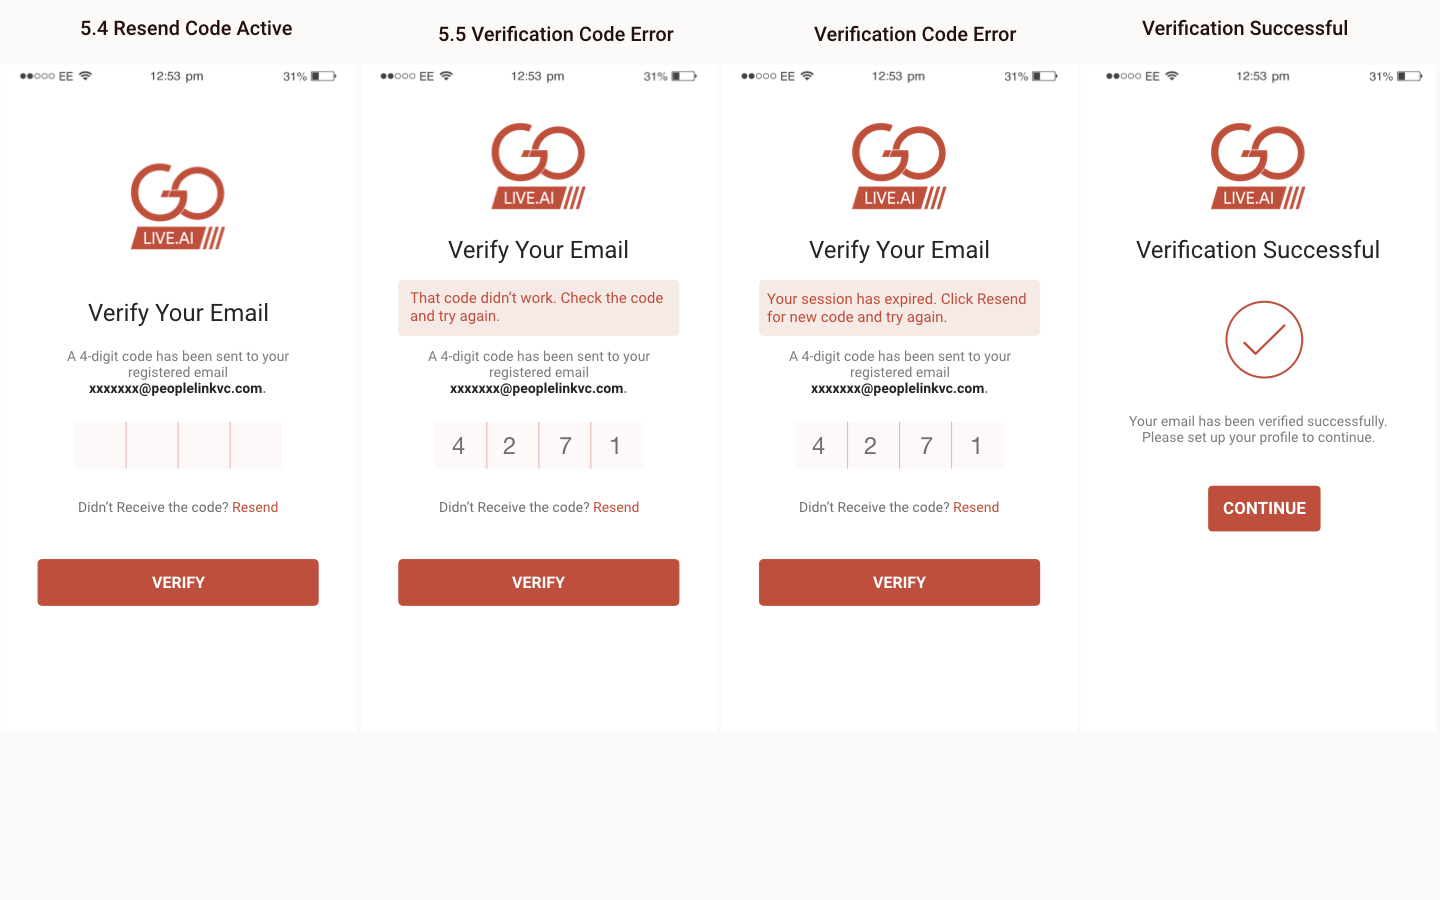 5.4 Resend Code Active
EE 12:53 pm 31%
GO
LIVE.AI
Verify Your Email
A 4-digit code has been sent to your
registered email
xxxxxxx@peoplelinkvc.com.
Didn’t Receive the code? Resend
VERIFY
5.5 Verification Code Error
EE 12:53 pm 31%
GO
LIVE.AI
Verify Your Email
That code didn’t work. Check the code
and try again.
A 4-digit code has been sent to your
registered email
xxxxxxx@peoplelinkvc.com.
4 2 7 1
Didn’t Receive the code? Resend
VERIFY
Verification Code Error
EE 12:53 pm 31%
GO
LIVE.AI
Verify Your Email
Your session has expired. Click Resend
for new code and try again.
A 4-digit code has been sent to your
registered email
xxxxxxx@peoplelinkvc.com.
4 2 7 1
Didn’t Receive the code? Resend
VERIFY
Verification Successful
EE 12:53 pm 31%
GO
LIVE.AI
Verification Successful
Your email has been verified successfully.
Please set up your profile to continue.
CONTINUE